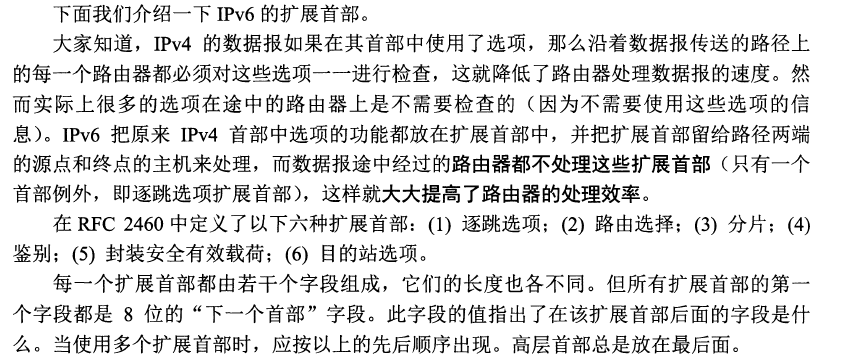 下面我们介绍一下 IPv6 的扩展首部。
大家知道，IPv4 的数据报如果在其首部中使用了选项，那么沿着数据报传送的路径上
的每一个路由器都必须对这些选项一一进行检查，这就降低了路由器处理数据报的速度。然
而实际上很多的选项在途中的路由器上是不需要检查的（因为不需要使用这些选项的信
息）。IPv6 把原来 IPv4 首部中选项的功能都放在扩展首部中，并把扩展首部留给路径两端
的源点和终点的主机来处理，而数据报途中经过的路由器都不处理这些扩展首部（只有一个
首部例外，即逐跳选项扩展首部），这样就大大提高了路由器的处理效率。
在 RFC 2460 中定义了以下六种扩展首部：(1) 逐跳选项；(2) 路由选择；(3) 分片；(4)
鉴别；(5) 封装安全有效载荷；(6) 目的站选项。
每一个扩展首部都由若干个字段组成，它们的长度也各不同。但所有扩展首部的第一
个字段都是 8 位的“下一个首部”字段。此字段的值指出了在该扩展首部后面的字段是什
么。当使用多个扩展首部时，应按以上的先后顺序出现。高层首部总是放在最后面。